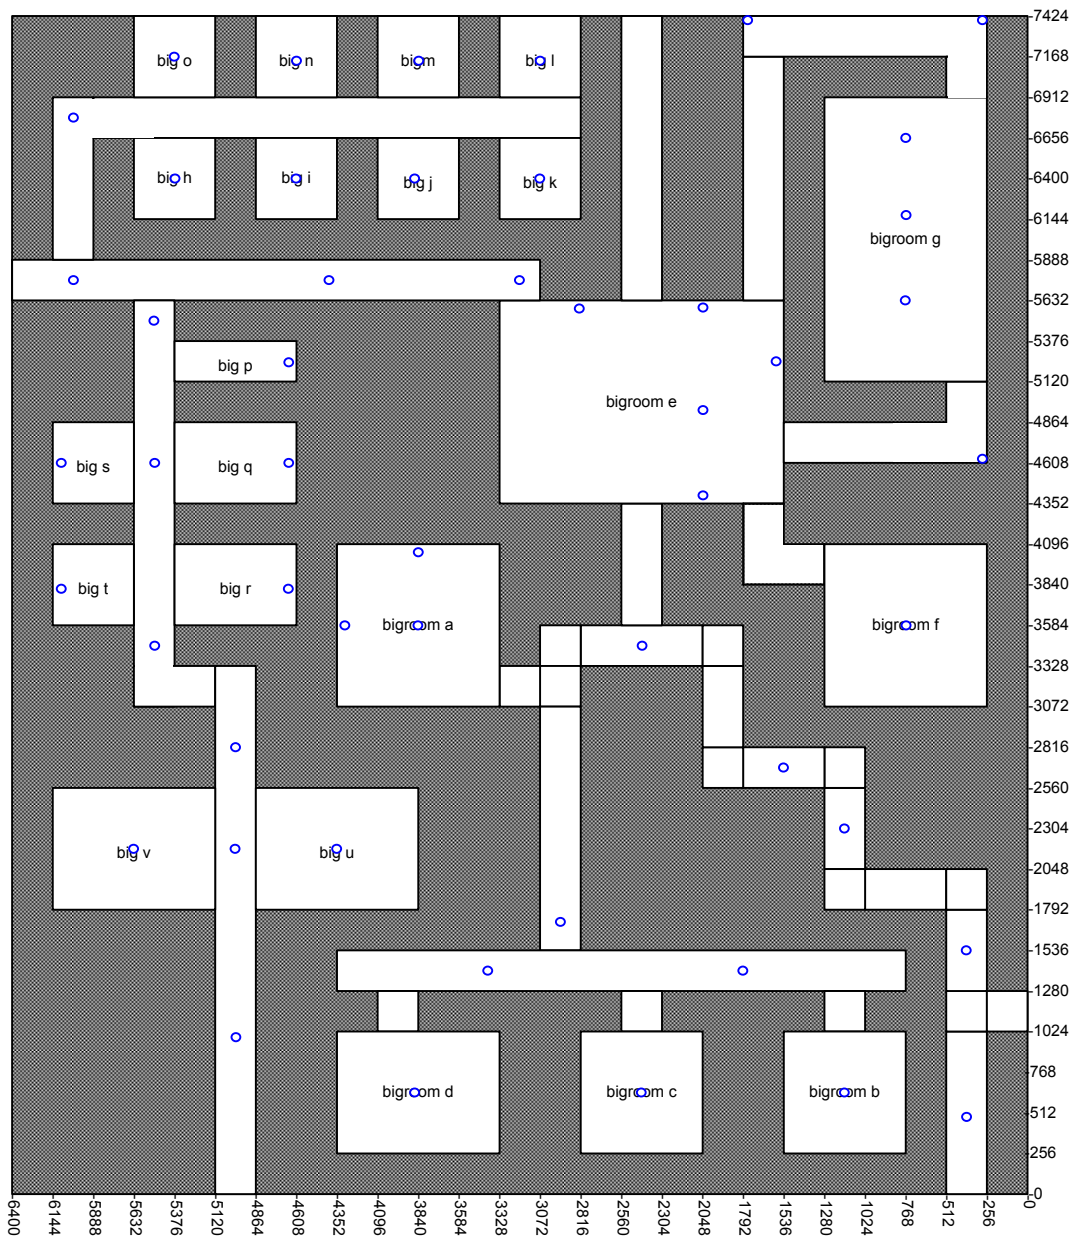 7424
big o
big n
big m
big l
7168
6912
6656
big h
big i
big j
big k
6400
6144
bigroom g
5888
5632
5376
big p
5120
bigroom e
4864
big s
big q
4608
4352
4096
big t
big r
3840
bigroom a
bigroom f
3584
3328
3072
2816
2560
2304
big v
big u
2048
1792
1536
1280
1024
768
bigroom d
bigroom c
bigroom b
512
256
0
6400
6144
5888
5632
5376
5120
4864
4608
4352
4096
3840
3584
3328
3072
2816
2560
2304
2048
1792
1536
1280
1024
768
512
256
0